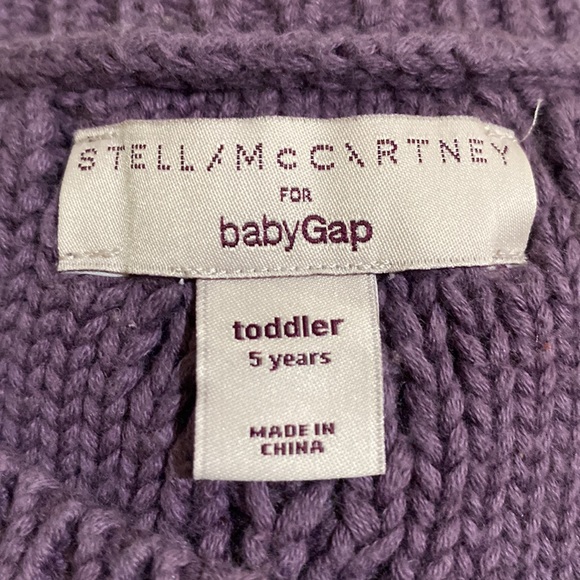 STELLA McCARTNEY
FOR
babyGap
toddler
5 years
MADE IN
CHINA